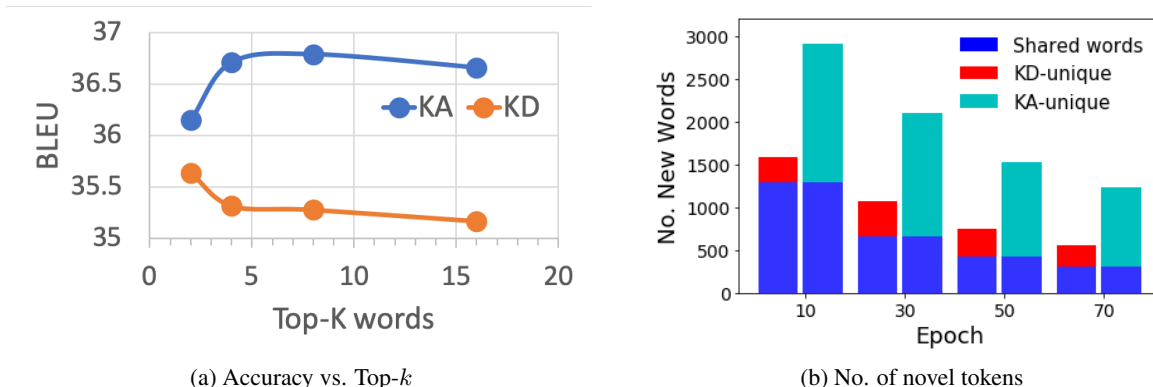 37
36.5
36
35.5
35
BLEU
KA KD
0 5 10 15 20
Top-K words
(a) Accuracy vs. Top-k
3000
2500
2000
1500
1000
500
0
No. New Words
Shared words
KD-unique
KA-unique
10 30 50 70
Epoch
(b) No. of novel tokens